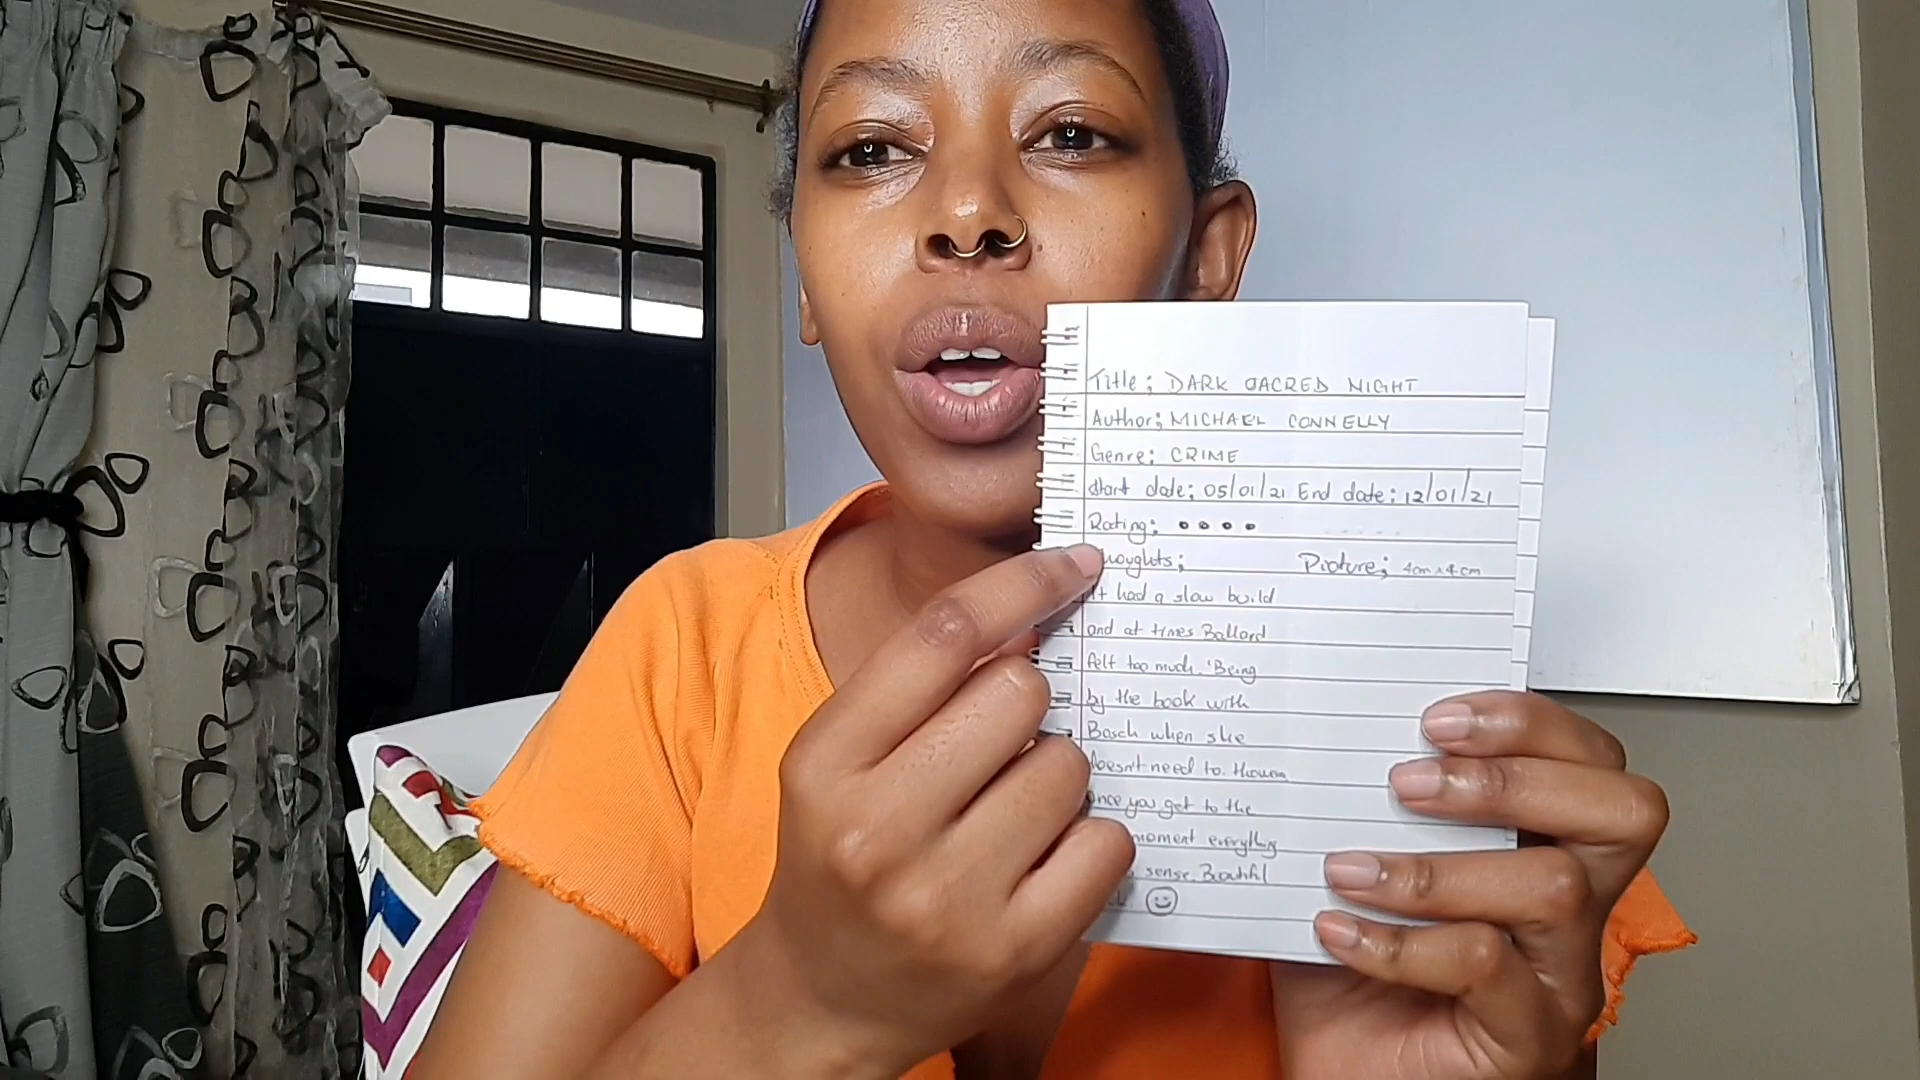 Title; DARK SACRED NIGHT
Author; MICHAEL CONNELLY
Genre: CRIME
start date; 05/01/21 End date: 12/01/21
Rating; • • • •
houghts; Picture; 4cm x 4cm
It had a slow build
and at times Ballard
felt too much. 'Being
by the book with
Bosch when she
doesn't need to.
once you get to the
moment everything
sense. Beautiful